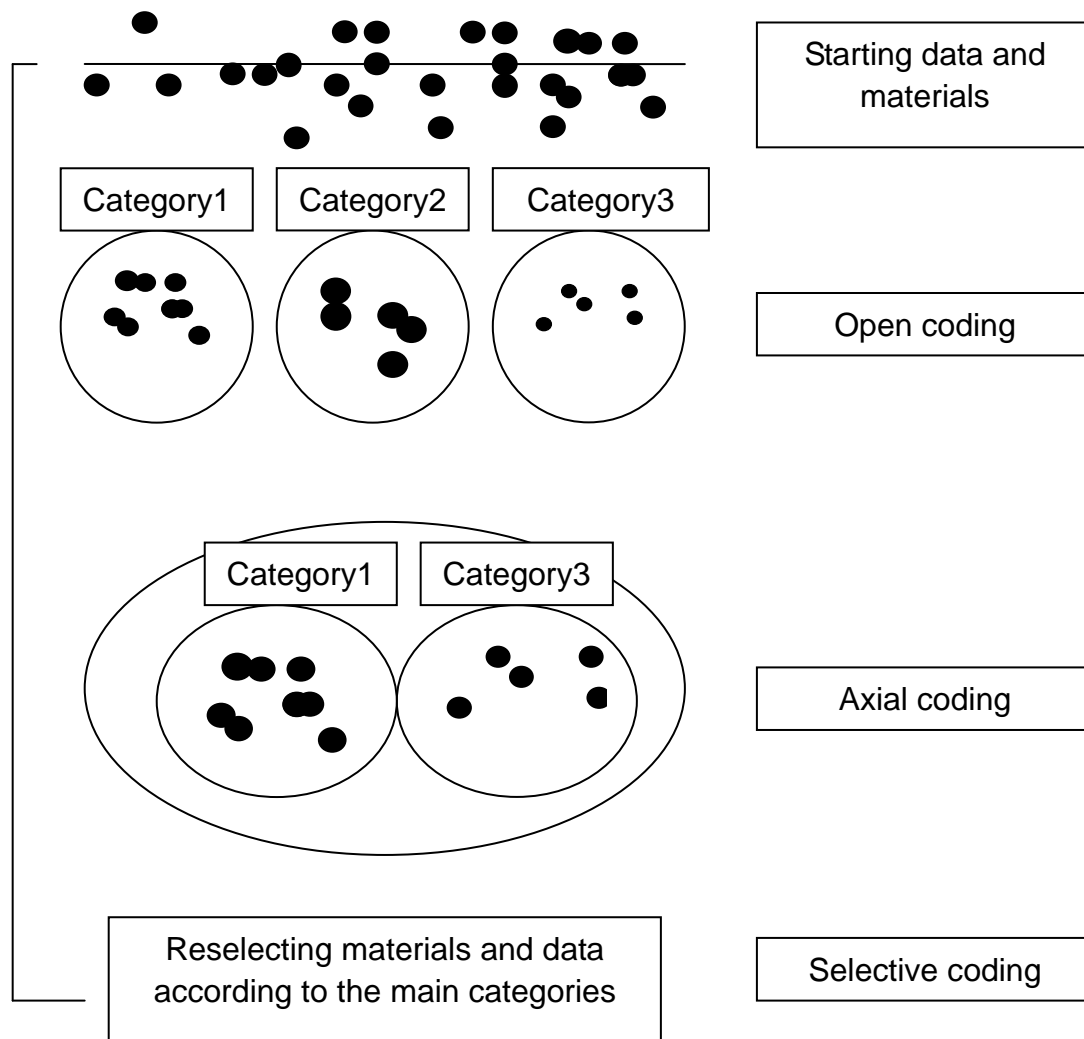 Starting data and
materials
Category1
Category2
Category3
Open coding
Category1
Category3
Axial coding
Reselecting materials and data
according to the main categories
Selective coding